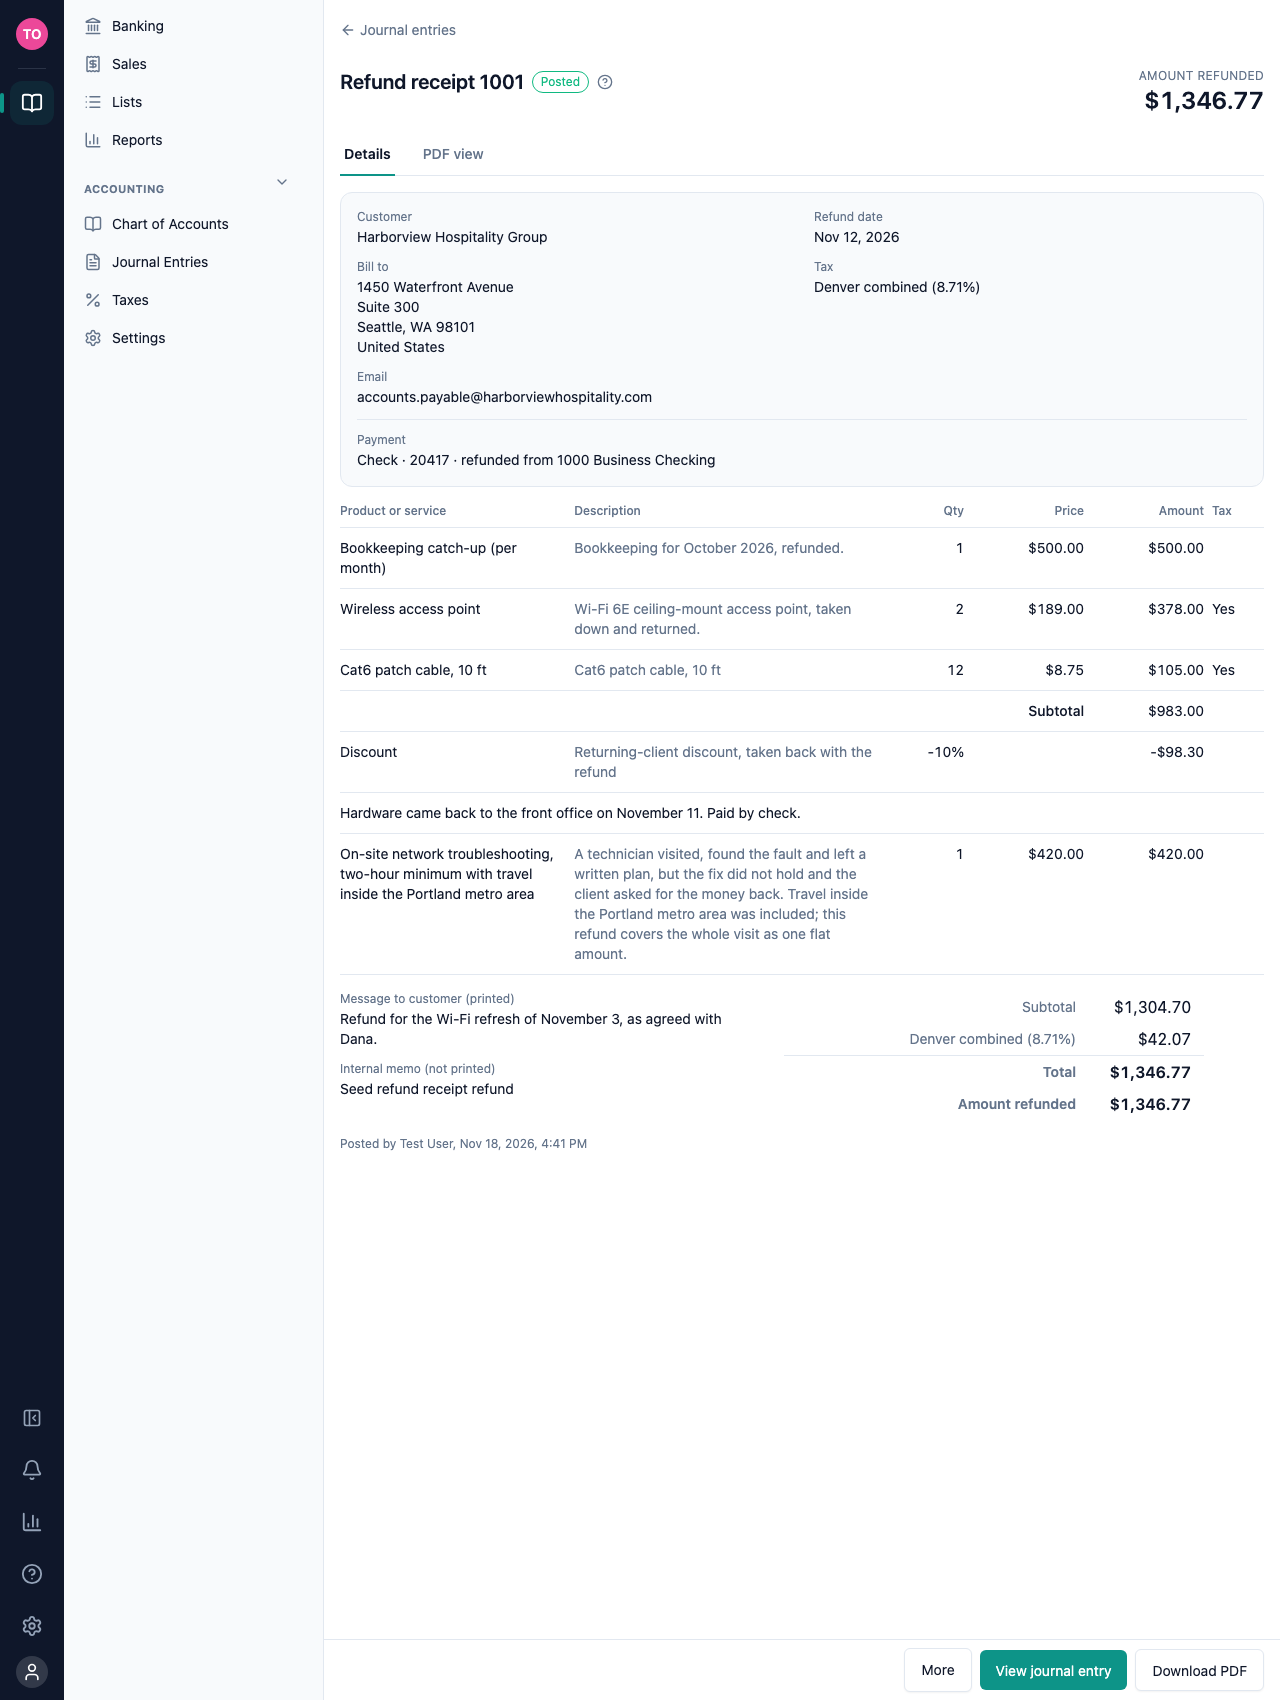 TO
Banking
Sales
Lists
Reports
ACCOUNTING
Chart of Accounts
Journal Entries
Taxes
Settings
Journal entries
Refund receipt 1001 Posted
AMOUNT REFUNDED
$1,346.77
Details PDF view
Customer
Harborview Hospitality Group
Refund date
Nov 12, 2026
Bill to
1450 Waterfront Avenue
Suite 300
Seattle, WA 98101
United States
Tax
Denver combined (8.71%)
Email
accounts.payable@harborviewhospitality.com
Payment
Check · 20417 · refunded from 1000 Business Checking
Product or service Description Qty Price Amount Tax
Bookkeeping catch-up (per Bookkeeping for October 2026, refunded. 1 $500.00 $500.00
month)
Wireless access point Wi-Fi 6E ceiling-mount access point, taken 2 $189.00 $378.00 Yes
down and returned.
Cat6 patch cable, 10 ft Cat6 patch cable, 10 ft 12 $8.75 $105.00 Yes
Subtotal $983.00
Discount Returning-client discount, taken back with the -10% -$98.30
refund
Hardware came back to the front office on November 11. Paid by check.
On-site network troubleshooting, A technician visited, found the fault and left a 1 $420.00 $420.00
two-hour minimum with travel written plan, but the fix did not hold and the
inside the Portland metro area client asked for the money back. Travel inside
the Portland metro area was included; this
refund covers the whole visit as one flat
amount.
Message to customer (printed)
Refund for the Wi-Fi refresh of November 3, as agreed with
Dana.
Internal memo (not printed)
Seed refund receipt refund
Subtotal $1,304.70
Denver combined (8.71%) $42.07
Total $1,346.77
Amount refunded $1,346.77
Posted by Test User, Nov 18, 2026, 4:41 PM
More View journal entry Download PDF